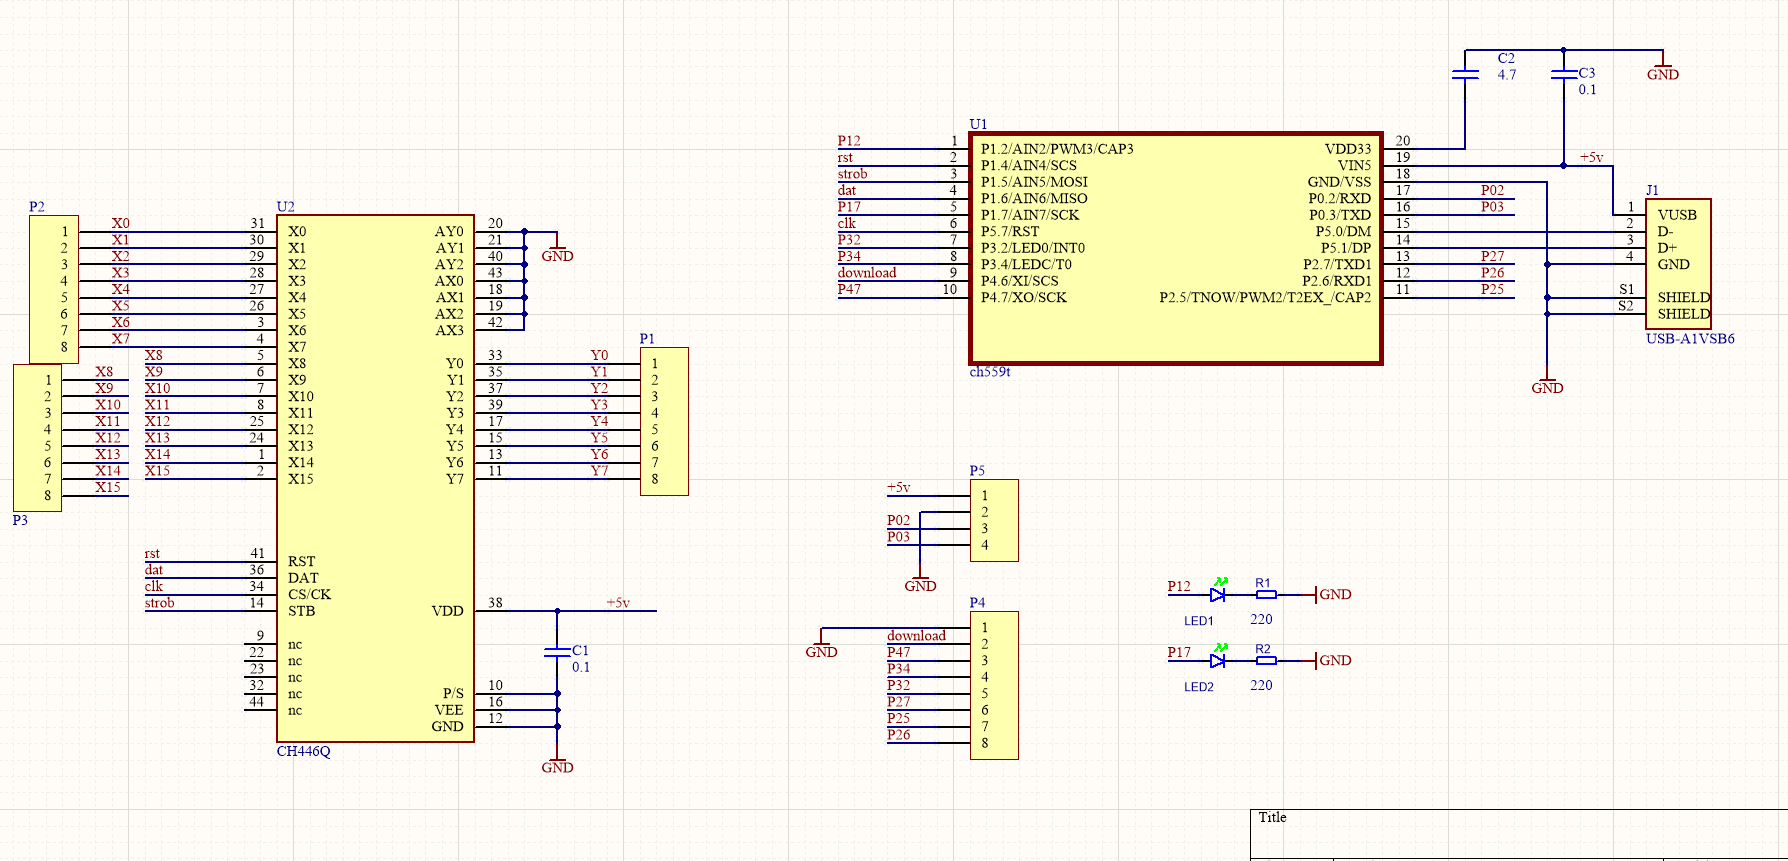 P2
1
2
3
4
5
6
7
8
X0
X1
X2
X3
X4
X5
X6
X7
P3
1
2
3
4
5
6
7
8
X8
X9
X10
X11
X12
X13
X14
X15
X8
X9
X10
X11
X12
X13
X14
X15
rst
dat
clk
strob
U2
31 X0
30 X1
29 X2
28 X3
27 X4
26 X5
3 X6
4 X7
5 X8
6 X9
7 X10
8 X11
25 X12
24 X13
1 X14
2 X15
41 RST
36 DAT
34 CS/CK
14 STB
9 nc
22 nc
23 nc
32 nc
44 nc
AY0 20
AY1 21
AY2 40
AX0 43
AX1 18
AX2 19
AX3 42
GND
Y0 33 Y0
Y1 35 Y1
Y2 37 Y2
Y3 39 Y3
Y4 17 Y4
Y5 15 Y5
Y6 13 Y6
Y7 11 Y7
VDD 38 +5v
P/S 10
VEE 16
GND 12
CH446Q
C1
0.1
GND
P1
1
2
3
4
5
6
7
8
U1
P12 1 P1.2/AIN2/PWM3/CAP3
rst 2 P1.4/AIN4/SCS
strob 3 P1.5/AIN5/MOSI
dat 4 P1.6/AIN6/MISO
P17 5 P1.7/AIN7/SCK
clk 6 P5.7/RST
P32 7 P3.2/LED0/INT0
P34 8 P3.4/LEDC/T0
download 9 P4.6/XI/SCS
P47 10 P4.7/XO/SCK
VDD33 20
VIN5 19
GND/VSS 18
P0.2/RXD 17 P02
P0.3/TXD 16 P03
P5.0/DM 15
P5.1/DP 14
P2.7/TXD1 13 P27
P2.6/RXD1 12 P26
P2.5/TNOW/PWM2/T2EX_/CAP2 11 P25
ch559t
C2
4.7
C3
0.1
GND
+5v
J1
1 VUSB
2 D-
3 D+
4 GND
S1 SHIELD
S2 SHIELD
USB-A1VSB6
GND
P5
+5v 1
2
P02 3
P03 4
GND
P4
1
download 2
P47 3
P34 4
P32 5
P27 6
P25 7
P26 8
GND
P12 R1 GND
LED1 220
P17 R2 GND
LED2 220
Title